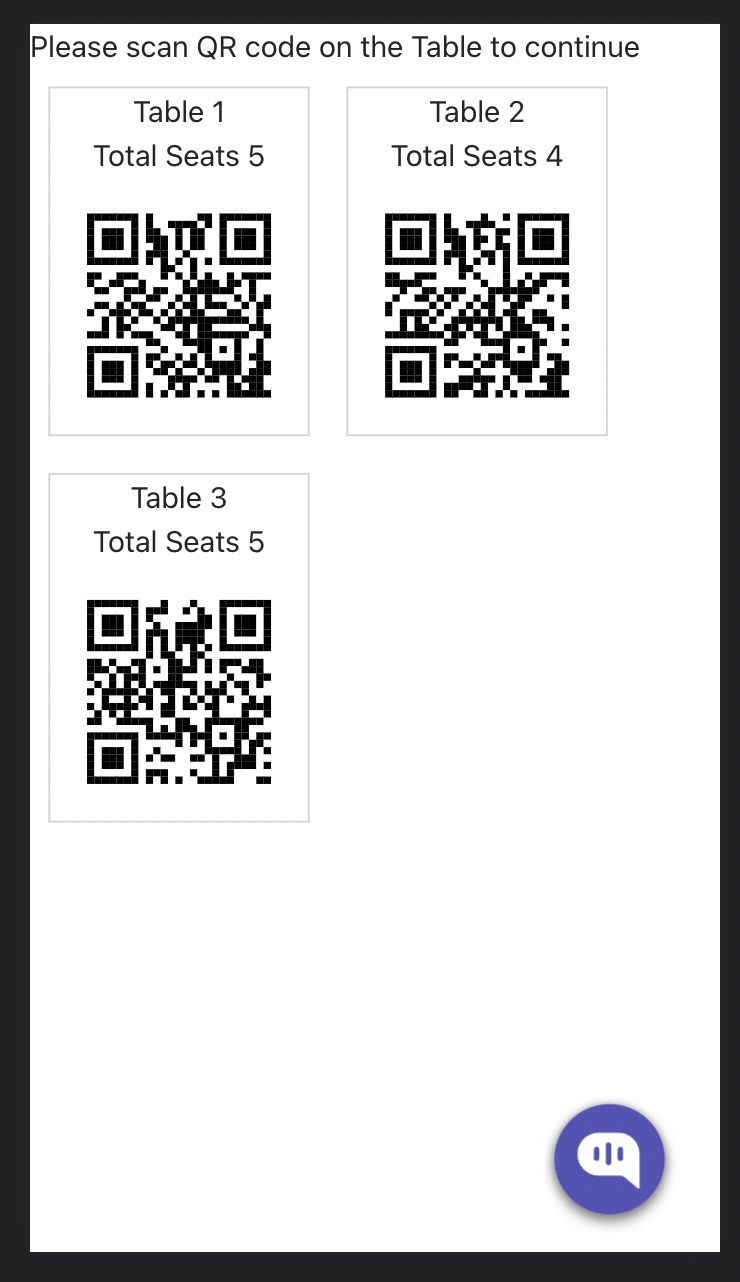 Please scan QR code on the Table to continue
Table 1
Total Seats 5
Table 2
Total Seats 4
Table 3
Total Seats 5